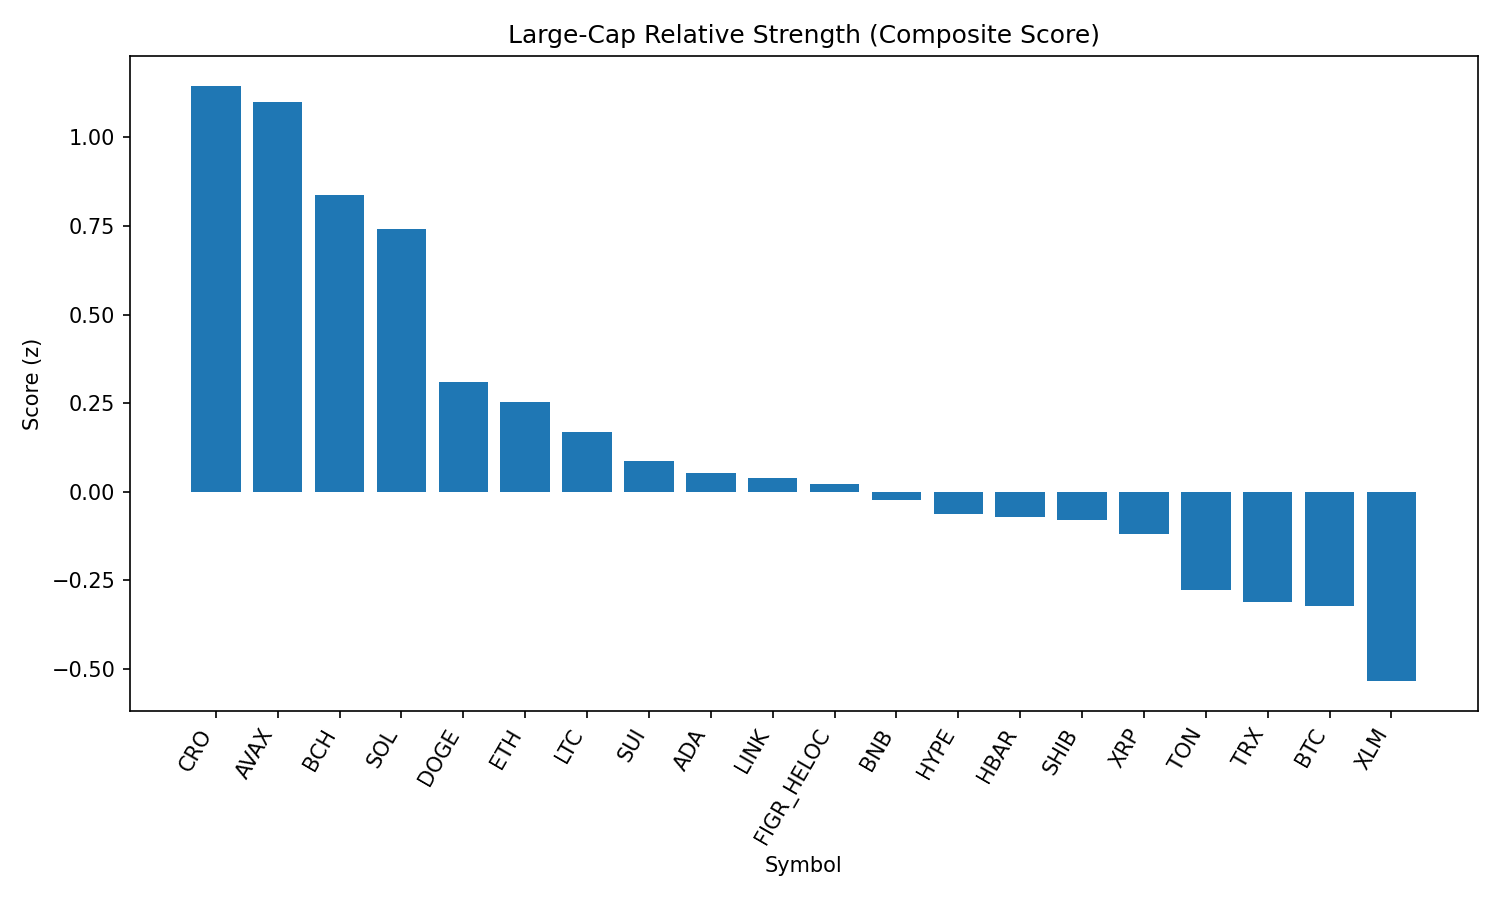 Large-Cap Relative Strength (Composite Score)
1.00
0.75
0.50
0.25
0.00
−0.25
−0.50
Score (z)
CRO
AVAX
BCH
SOL
DOGE
ETH
LTC
SUI
ADA
LINK
FIGR_HELOC
BNB
HYPE
HBAR
SHIB
XRP
TON
TRX
BTC
XLM
Symbol